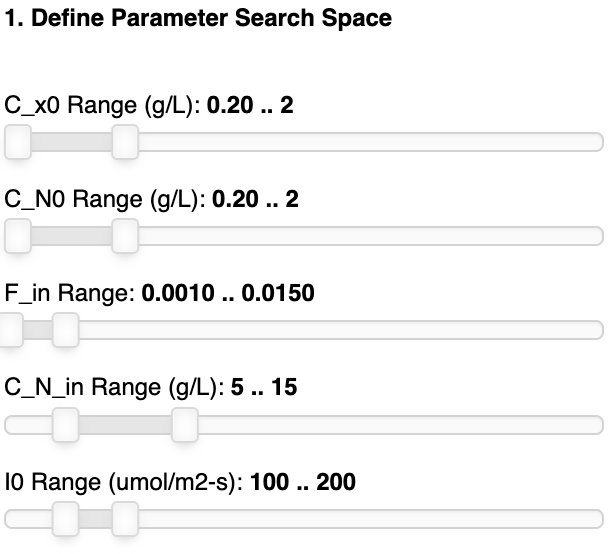 1. Define Parameter Search Space
C_x0 Range (g/L): 0.20 .. 2
C_N0 Range (g/L): 0.20 .. 2
F_in Range: 0.0010 .. 0.0150
C_N_in Range (g/L): 5 .. 15
I0 Range (umol/m2-s): 100 .. 200